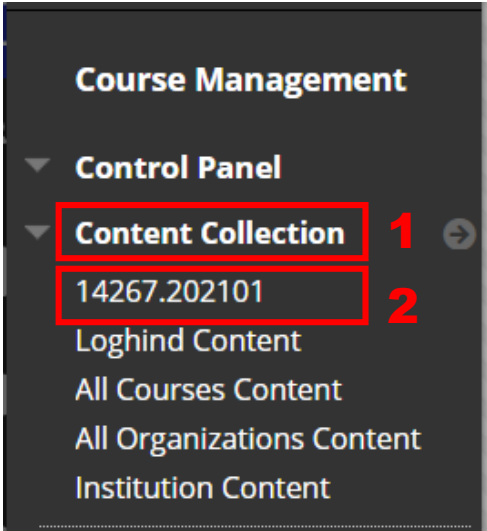 Course Management
Control Panel
Content Collection 1
14267.202101 2
Loghind Content
All Courses Content
All Organizations Content
Institution Content